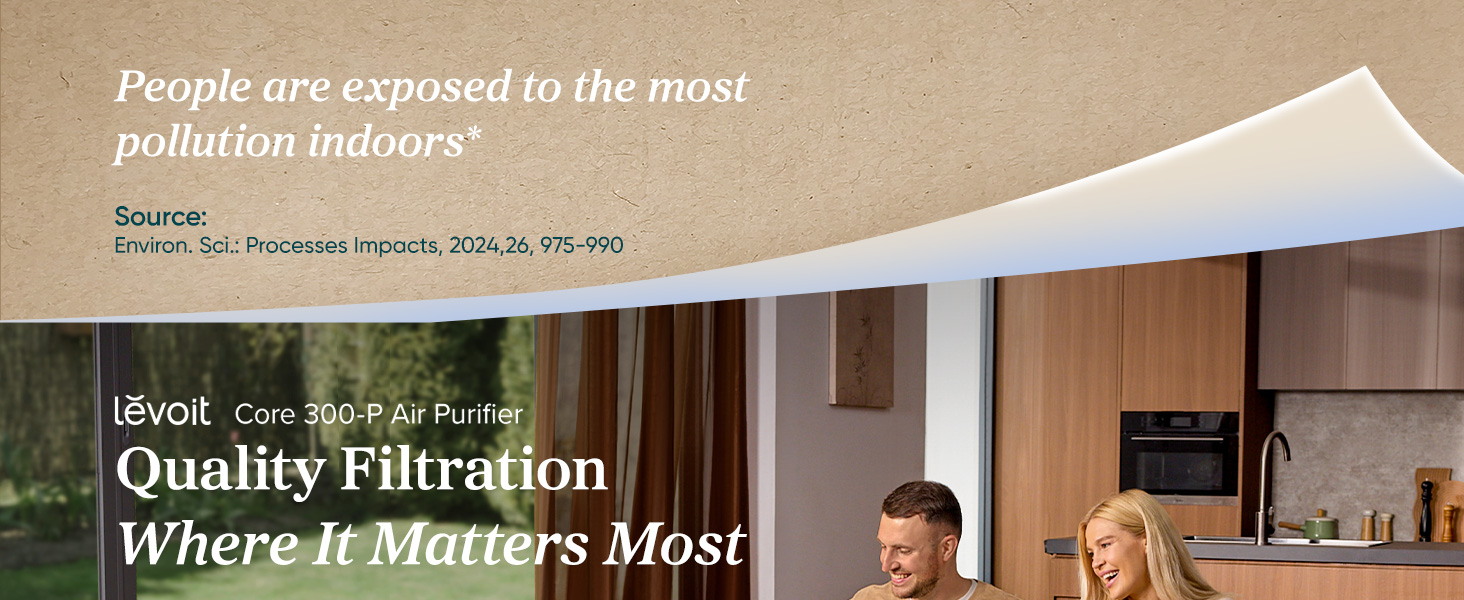 People are exposed to the most
pollution indoors*
Source:
Environ. Sci.: Processes Impacts, 2024,26, 975-990
levoit Core 300-P Air Purifier
Quality Filtration
Where It Matters Most